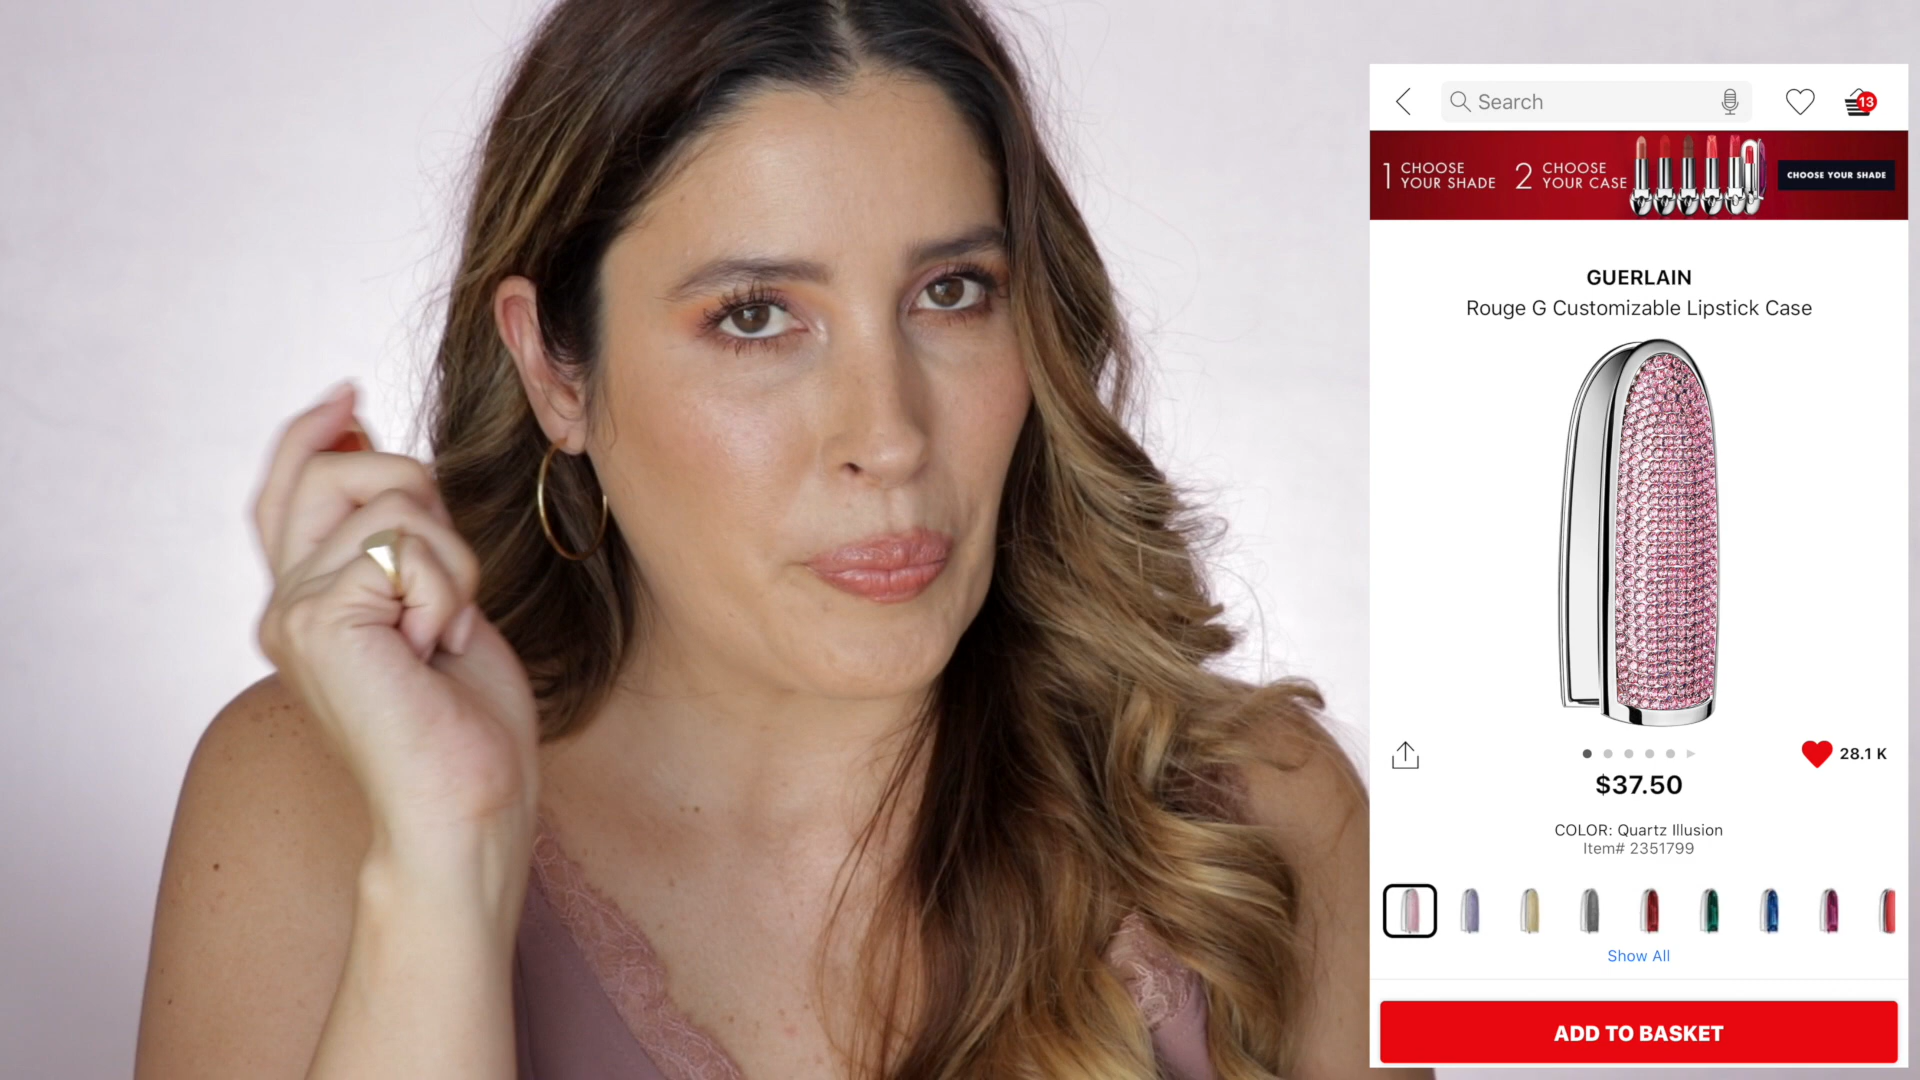 Search
13
1 CHOOSE YOUR SHADE
2 CHOOSE YOUR CASE
CHOOSE YOUR SHADE
GUERLAIN
Rouge G Customizable Lipstick Case
28.1 K
$37.50
COLOR: Quartz Illusion
Item# 2351799
Show All
ADD TO BASKET